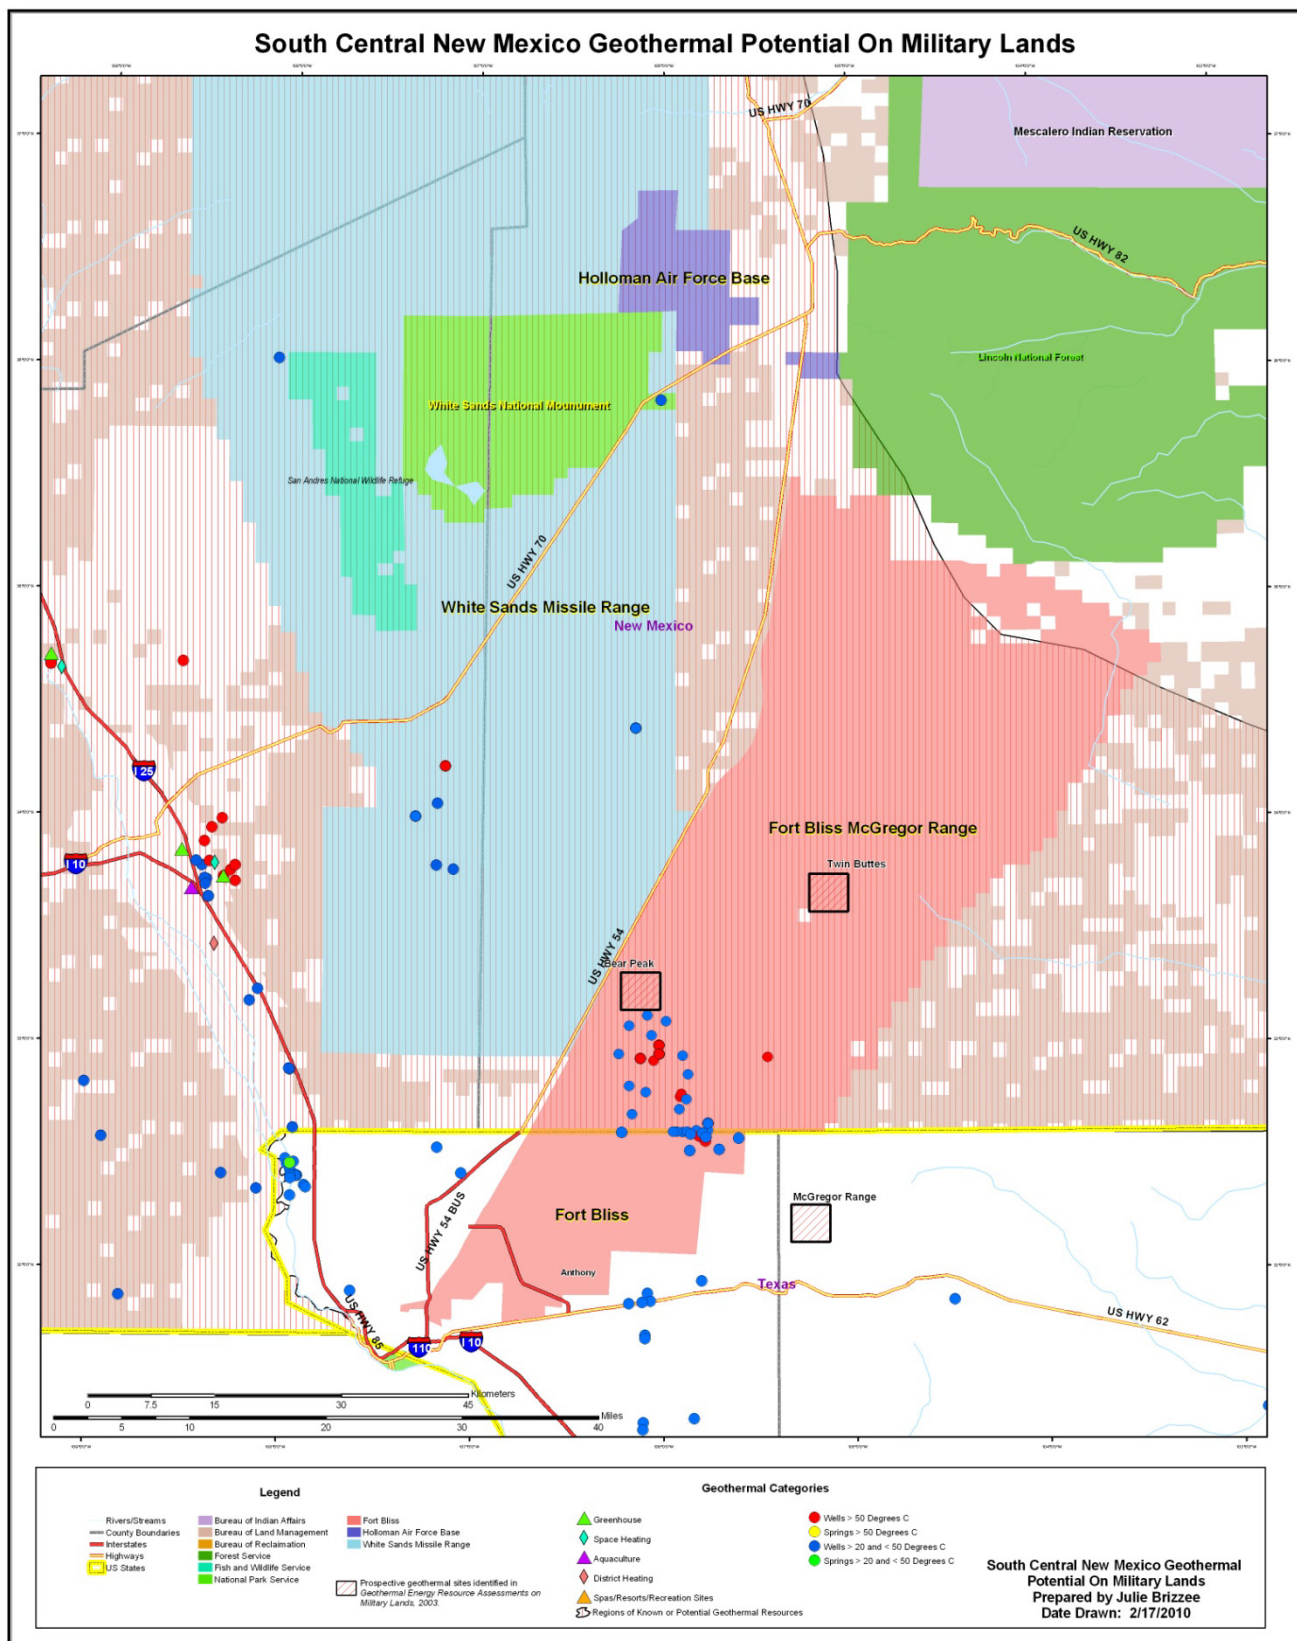 South Central New Mexico Geothermal Potential On Military Lands
US HWY 70
Mescalero Indian Reservation
US HWY 82
Holloman Air Force Base
Lincoln National Forest
White Sands National Mounument
San Andres National Wildlife Refuge
US HWY 70
White Sands Missile Range
New Mexico
I 25
Fort Bliss McGregor Range
I 10
Twin Buttes
US HWY 54
Bear Peak
McGregor Range
Fort Bliss
US HWY 54 BUS
Anthony
Texas
US HWY 85
US HWY 62
I 110
I 10
Kilometers
0 7.5 15 30 45
Miles
0 5 10 20 30 40
Legend
Rivers/Streams
County Boundaries
Interstates
Highways
US States
Bureau of Indian Affairs
Bureau of Land Management
Bureau of Reclaimation
Forest Service
Fish and Wildlife Service
National Park Service
Fort Bliss
Holloman Air Force Base
White Sands Missile Range
Prospective geothermal sites identified in
Geothermal Energy Resource Assessments on
Military Lands, 2003.
Geothermal Categories
Greenhouse
Space Heating
Aquaculture
District Heating
Spas/Resorts/Recreation Sites
Regions of Known or Potential Geothermal Resources
Wells > 50 Degrees C
Springs > 50 Degrees C
Wells > 20 and < 50 Degrees C
Springs > 20 and < 50 Degrees C
South Central New Mexico Geothermal
Potential On Military Lands
Prepared by Julie Brizzee
Date Drawn: 2/17/2010